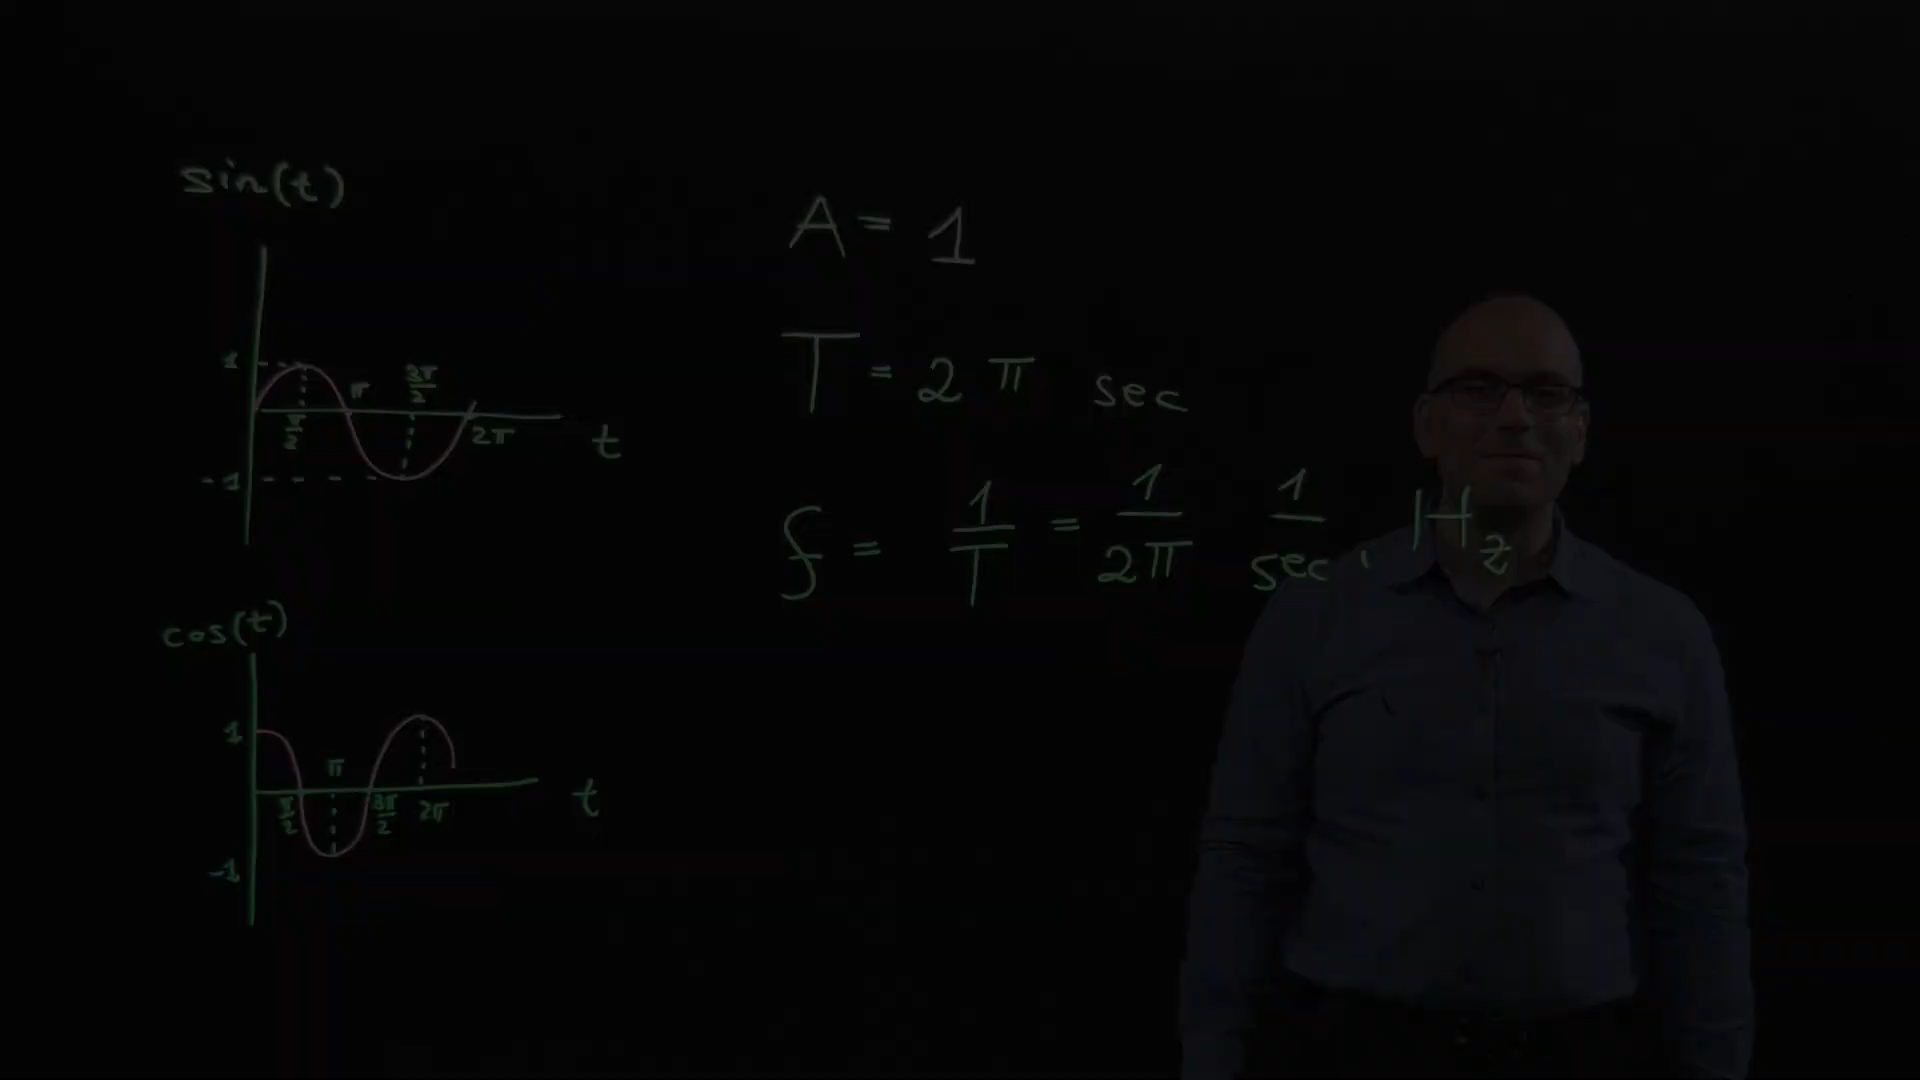 sin(t)
1
π/2
π
3π/2
2π
t
-1
cos(t)
1
π/2
π
3π/2
2π
t
-1
A = 1
T = 2π sec
f = 1/T = 1/2π 1/sec, Hz